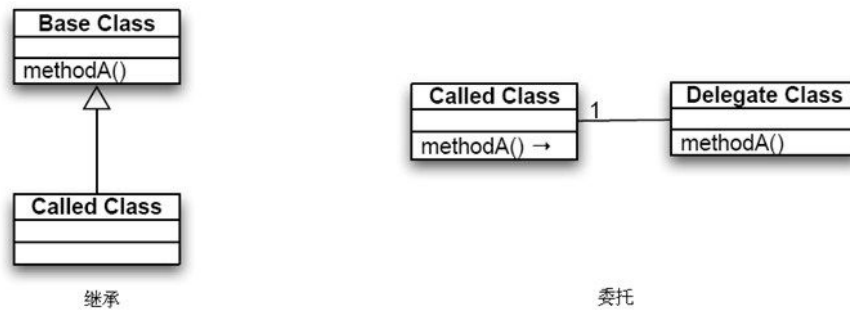 Base Class
methodA()
Called Class
继承
Called Class
methodA() →
1
Delegate Class
methodA()
委托